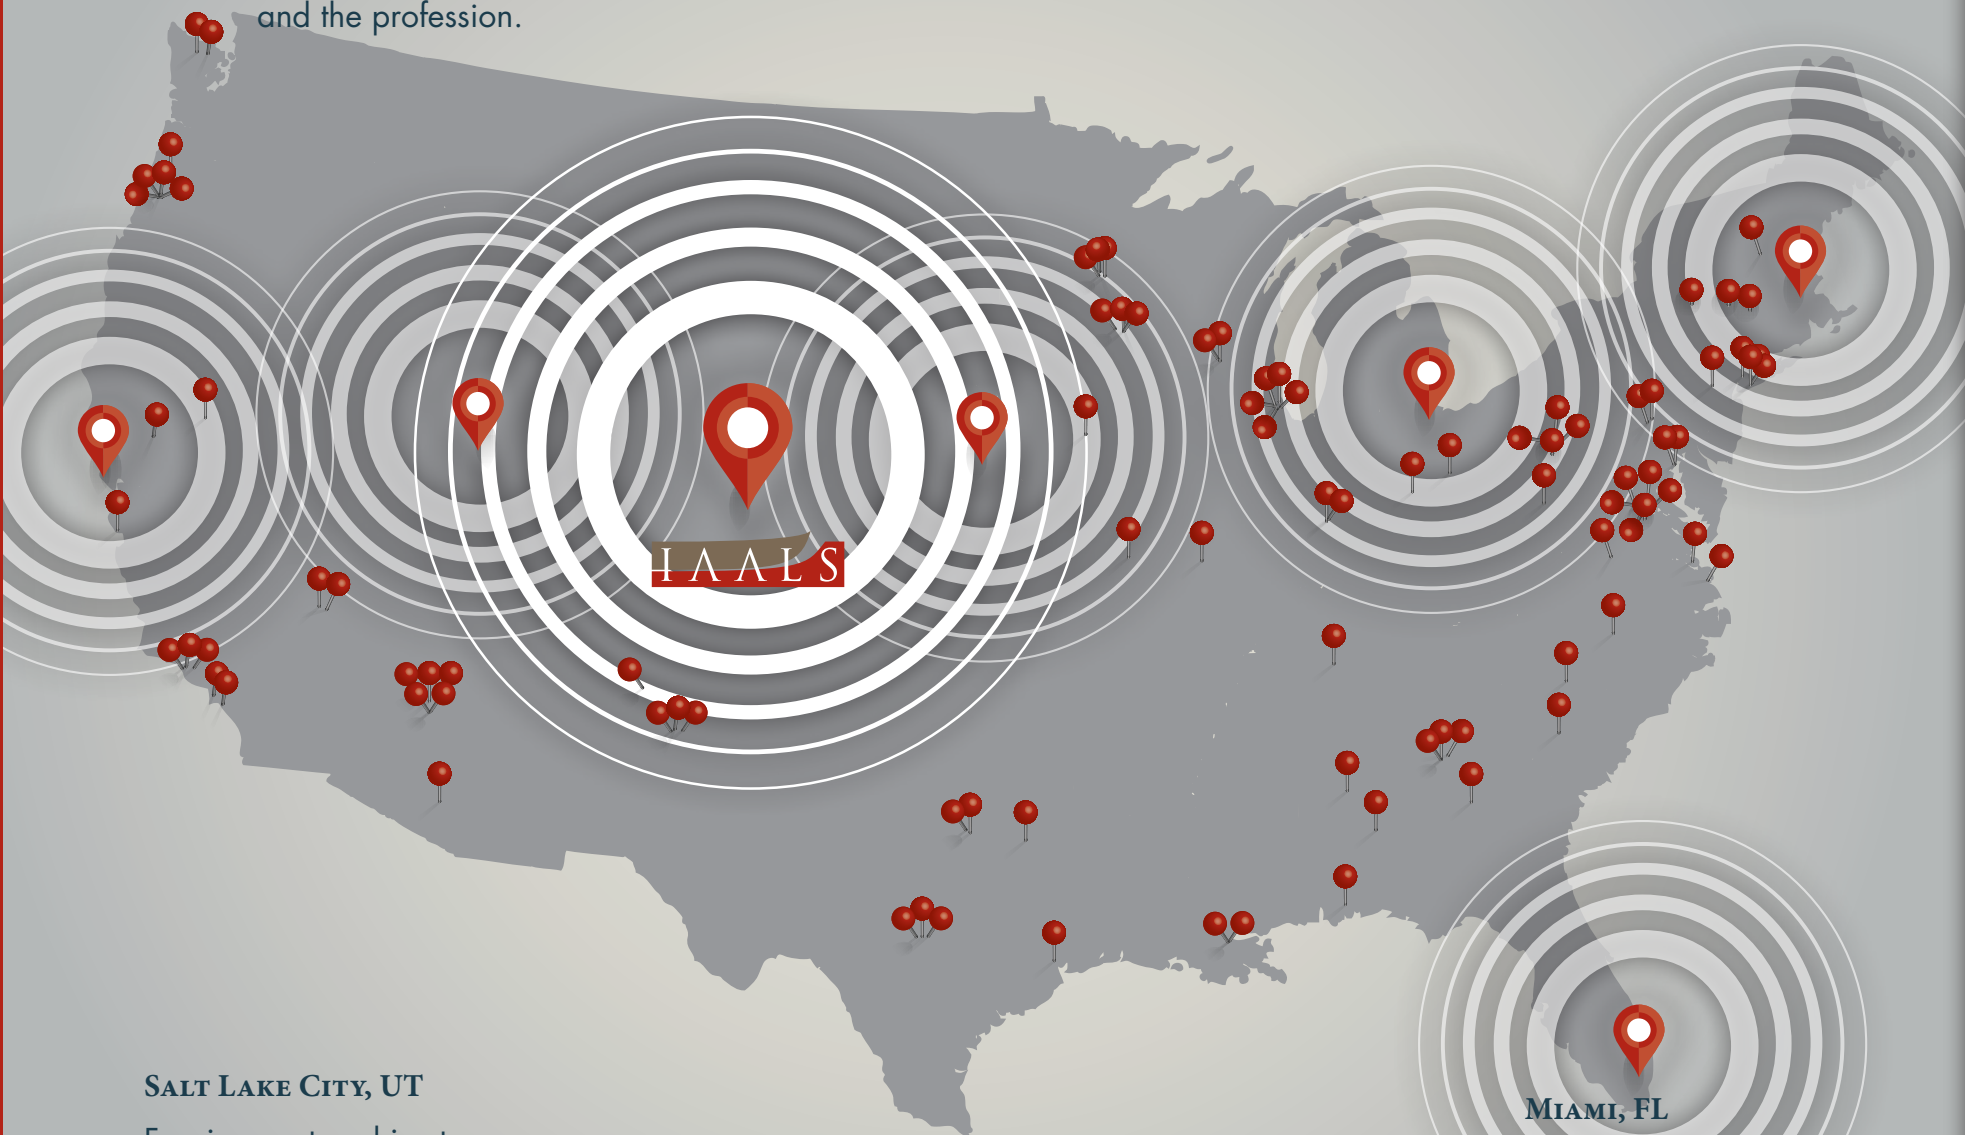 and the profession.
IAALS
Salt Lake City, UT
Miami, FL